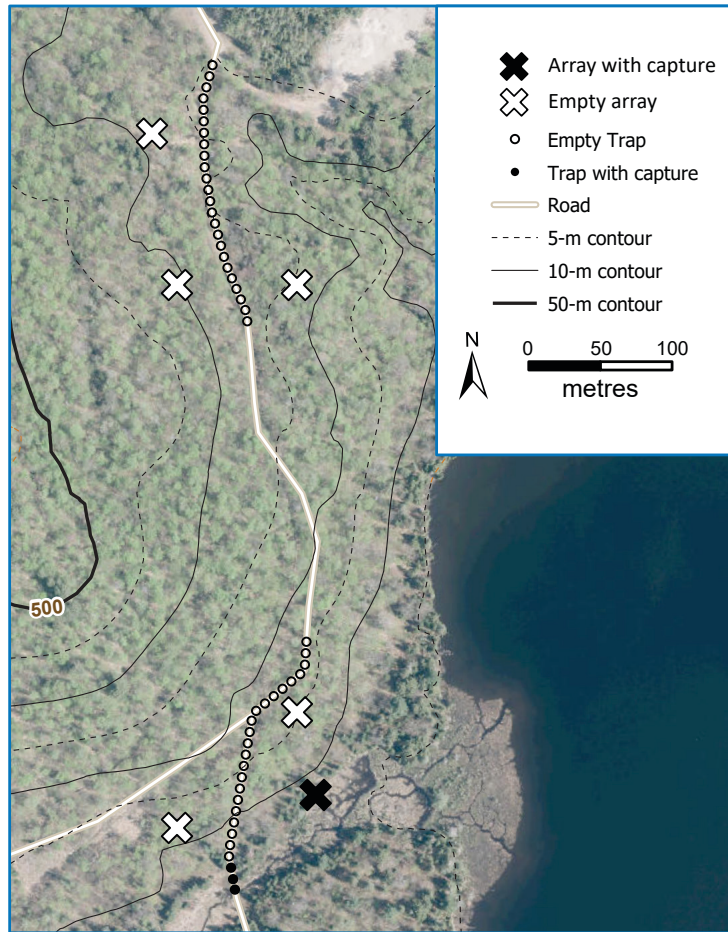 Array with capture
Empty array
Empty Trap
Trap with capture
Road
5-m contour
10-m contour
50-m contour
N
0 50 100
metres
500